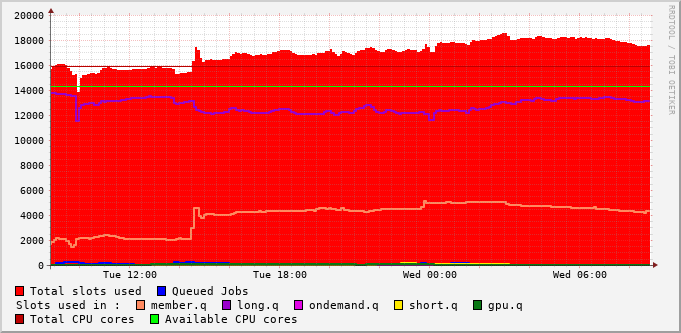 20000
18000
16000
14000
12000
10000
8000
6000
4000
2000
0
Tue 12:00 Tue 18:00 Wed 00:00 Wed 06:00
Total slots used Queued Jobs
Slots used in : member.q long.q ondemand.q short.q gpu.q
Total CPU cores Available CPU cores
RRDTOOL / TOBI OETIKER